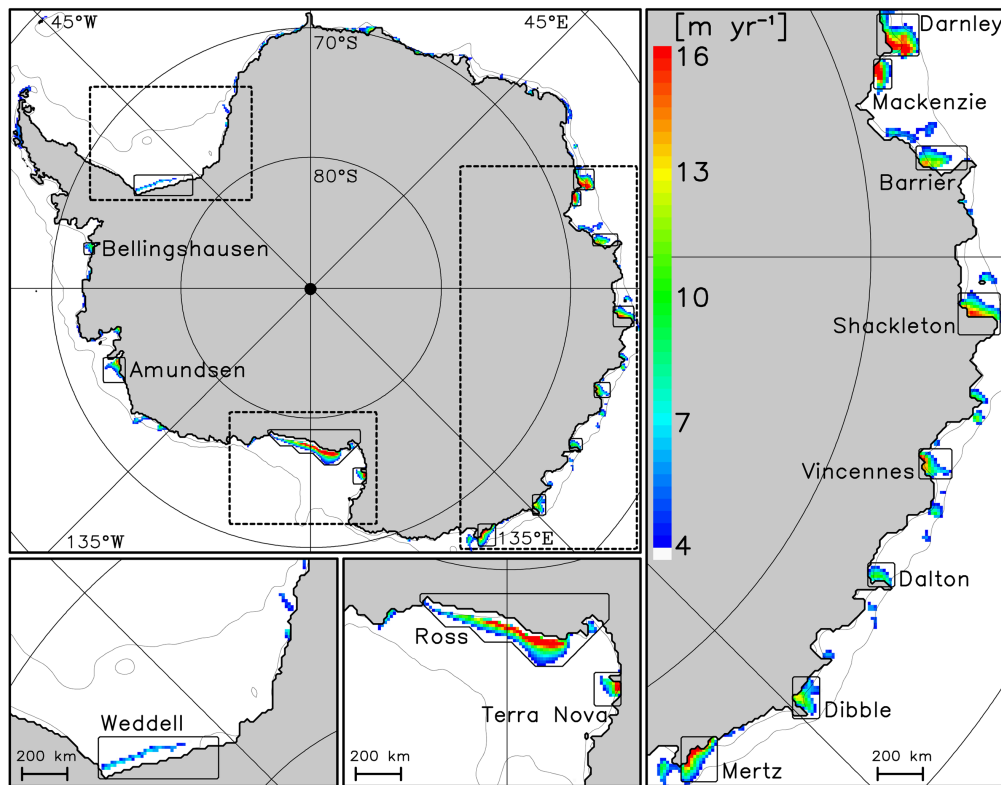 45°W
45°E
70°S
80°S
Bellingshausen
Amundsen
135°W
135°E
Weddell
200 km
Ross
Terra Nova
200 km
[m yr⁻¹]
16
13
10
7
4
Darnley
Mackenzie
Barrier
Shackleton
Vincennes
Dalton
Dibble
Mertz
200 km